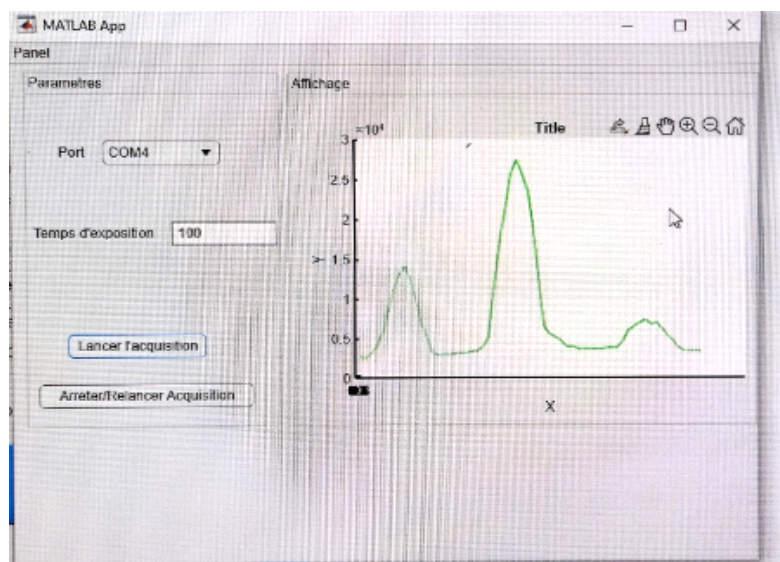 MATLAB App
Panel
Parametres
Affichage
Port COM4
Temps d'exposition 100
Lancer l'acquisition
Arreter/Relancer Acquisition
×10⁴
Title
3
2.5
2
1.5
1
0.5
0
Y
X